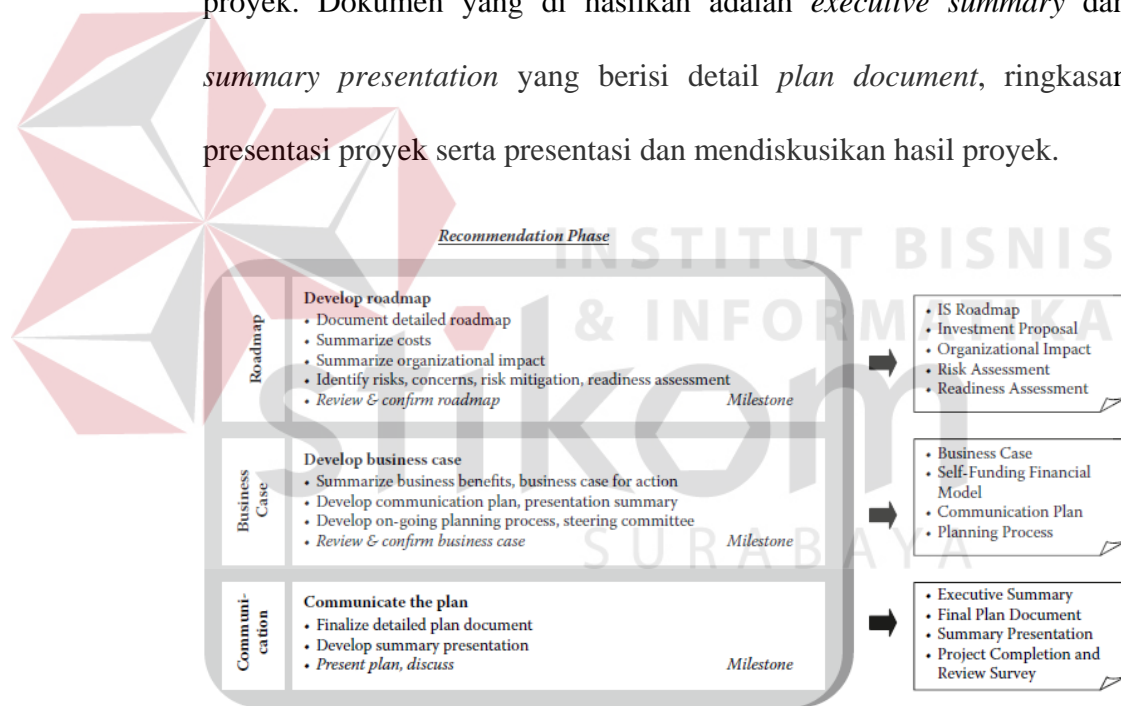 proyek. Dokumen yang di hasilkan adalah executive summary dan
summary presentation yang berisi detail plan document, ringkasan
presentasi proyek serta presentasi dan mendiskusikan hasil proyek.
Recommendation Phase
INSTITUT BISNIS
& INFORMATIKA
stikom
SURABAYA
Roadmap
Develop roadmap
• Document detailed roadmap
• Summarize costs
• Summarize organizational impact
• Identify risks, concerns, risk mitigation, readiness assessment
• Review & confirm roadmap Milestone
• IS Roadmap
• Investment Proposal
• Organizational Impact
• Risk Assessment
• Readiness Assessment
Business
Case
Develop business case
• Summarize business benefits, business case for action
• Develop communication plan, presentation summary
• Develop on-going planning process, steering committee
• Review & confirm business case Milestone
• Business Case
• Self-Funding Financial
Model
• Communication Plan
• Planning Process
Communi-
cation
Communicate the plan
• Finalize detailed plan document
• Develop summary presentation
• Present plan, discuss Milestone
• Executive Summary
• Final Plan Document
• Summary Presentation
• Project Completion and
Review Survey